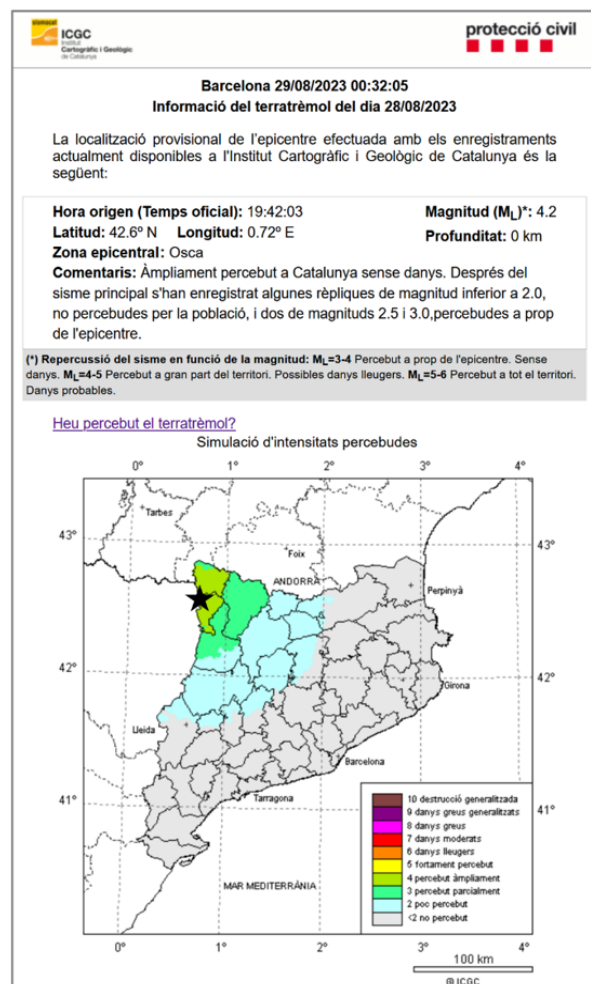 sismocat
ICGC
Institut
Cartogràfic i Geològic
de Catalunya
protecció civil
Barcelona 29/08/2023 00:32:05
Informació del terratrèmol del dia 28/08/2023
La localització provisional de l'epicentre efectuada amb els enregistraments
actualment disponibles a l'Institut Cartogràfic i Geològic de Catalunya és la
següent:
Hora origen (Temps oficial): 19:42:03 Magnitud (ML)*: 4.2
Latitud: 42.6º N Longitud: 0.72º E Profunditat: 0 km
Zona epicentral: Osca
Comentaris: Àmpliament percebut a Catalunya sense danys. Després del
sisme principal s'han enregistrat algunes rèpliques de magnitud inferior a 2.0,
no percebudes per la població, i dos de magnituds 2.5 i 3.0,percebudes a prop
de l'epicentre.
(*) Repercussió del sisme en funció de la magnitud: ML=3-4 Percebut a prop de l'epicentre. Sense
danys. ML=4-5 Percebut a gran part del territori. Possibles danys lleugers. ML=5-6 Percebut a tot el territori.
Danys probables.
Heu percebut el terratrèmol?
Simulació d'intensitats percebudes
0° 1° 2° 3° 4°
Tarbes
43° 43°
Foix
ANDORRA
Perpinyà
42° 42°
Girona
Lleida
Barcelona
Tarragona
41° 41°
MAR MEDITERRÀNIA
10 destrucció generalitzada
9 danys greus generalitzats
8 danys greus
7 danys moderats
6 danys lleugers
5 fortament percebut
4 percebut àmpliament
3 percebut parcialment
2 poc percebut
<2 no percebut
0° 1° 2° 3° 4°
100 km
@ ICGC